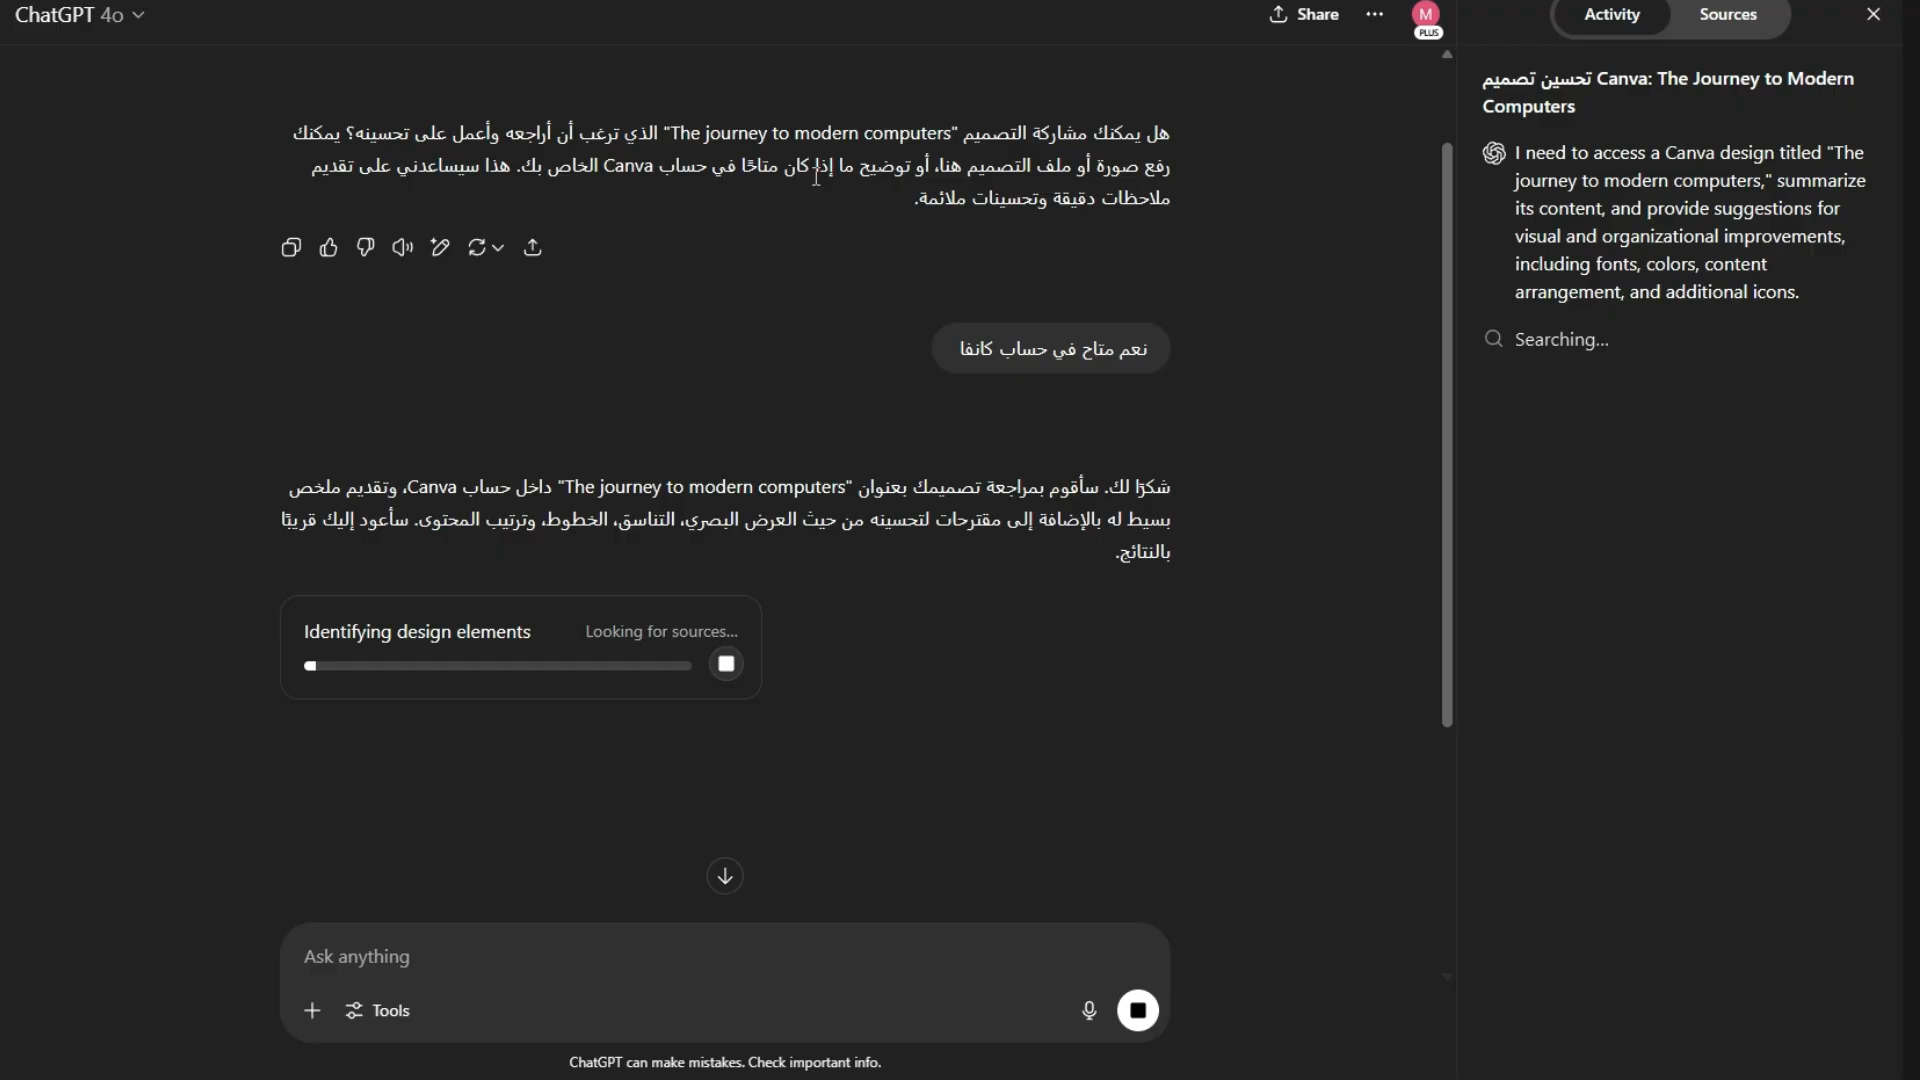 ChatGPT 4o
Share
M
PLUS
Activity
Sources
هل يمكنك مشاركة التصميم "The journey to modern computers" الذي ترغب أن أراجعه وأعمل على تحسينه؟ يمكنك
رفع صورة أو ملف التصميم هنا، أو توضيح ما إذا كان متاحًا في حساب Canva الخاص بك. هذا سيساعدني على تقديم
ملاحظات دقيقة وتحسينات ملائمة.
نعم متاح في حساب كانفا
شكرًا لك. سأقوم بمراجعة تصميمك بعنوان "The journey to modern computers" داخل حساب Canva، وتقديم ملخص
بسيط له بالإضافة إلى مقترحات لتحسينه من حيث العرض البصري، التناسق، الخطوط، وترتيب المحتوى. سأعود إليك قريبًا
بالنتائج.
Identifying design elements
Looking for sources...
Ask anything
Tools
ChatGPT can make mistakes. Check important info.
تحسين تصميم Canva: The Journey to Modern
Computers
I need to access a Canva design titled "The
journey to modern computers," summarize
its content, and provide suggestions for
visual and organizational improvements,
including fonts, colors, content
arrangement, and additional icons.
Searching...